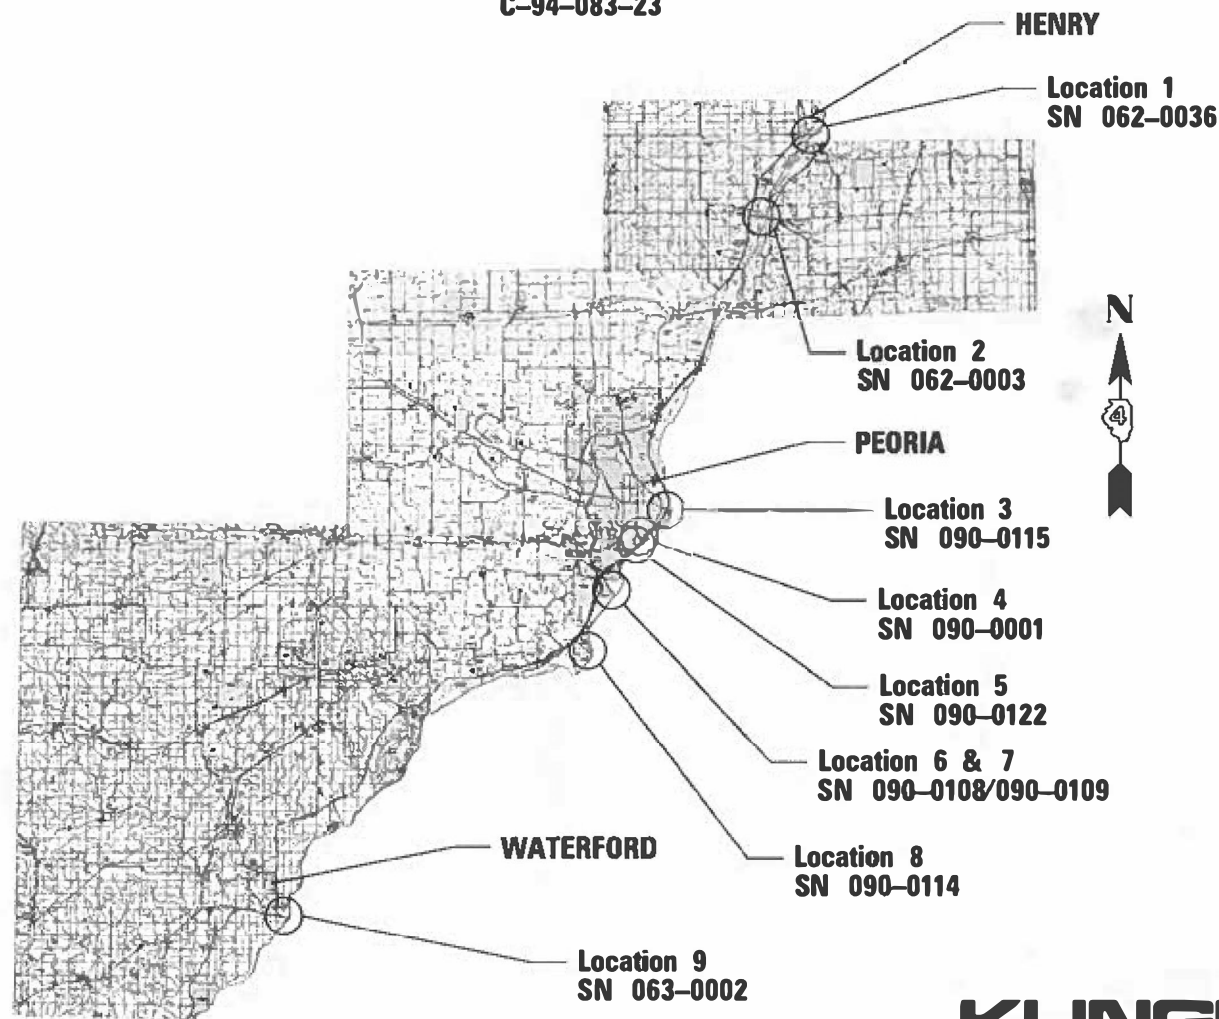 C-94-083-23
HENRY
Location 1
SN 062-0036
N
Location 2
SN 062-0003
4
PEORIA
Location 3
SN 090-0115
Location 4
SN 090-0001
Location 5
SN 090-0122
Location 6 & 7
SN 090-0108/090-0109
Location 8
SN 090-0114
WATERFORD
Location 9
SN 063-0002